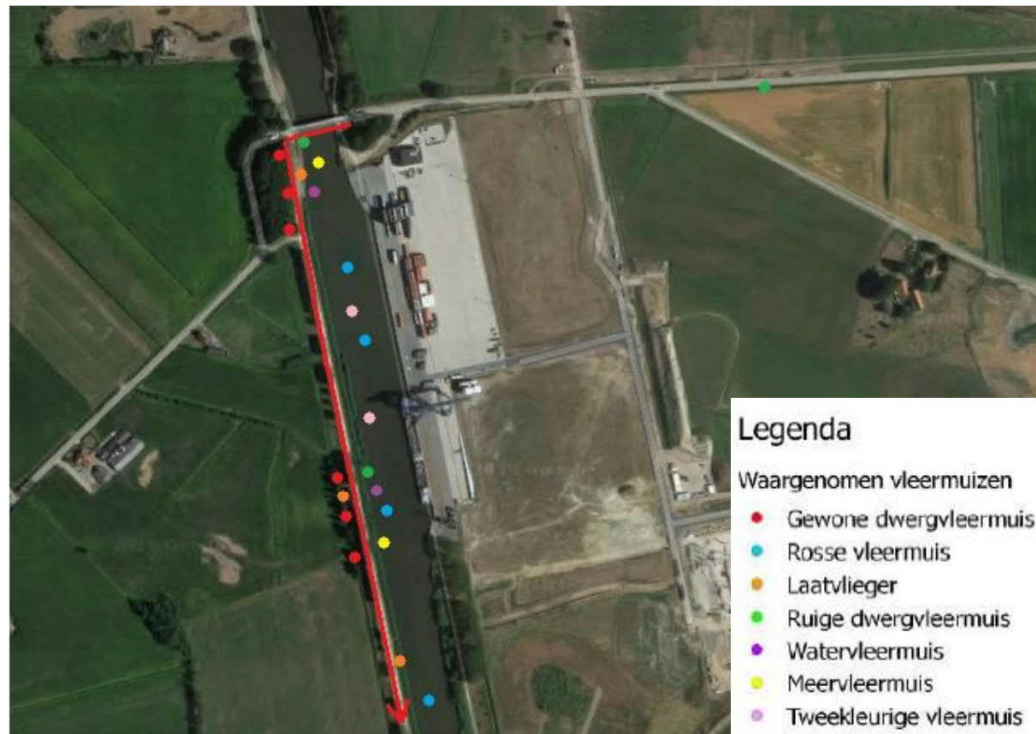 Legenda
Waargenomen vleermuizen
Gewone dwergvleermuis
Rosse vleermuis
Laatvlieger
Ruige dwergvleermuis
Watervleermuis
Meervleermuis
Tweekleurige vleermuis